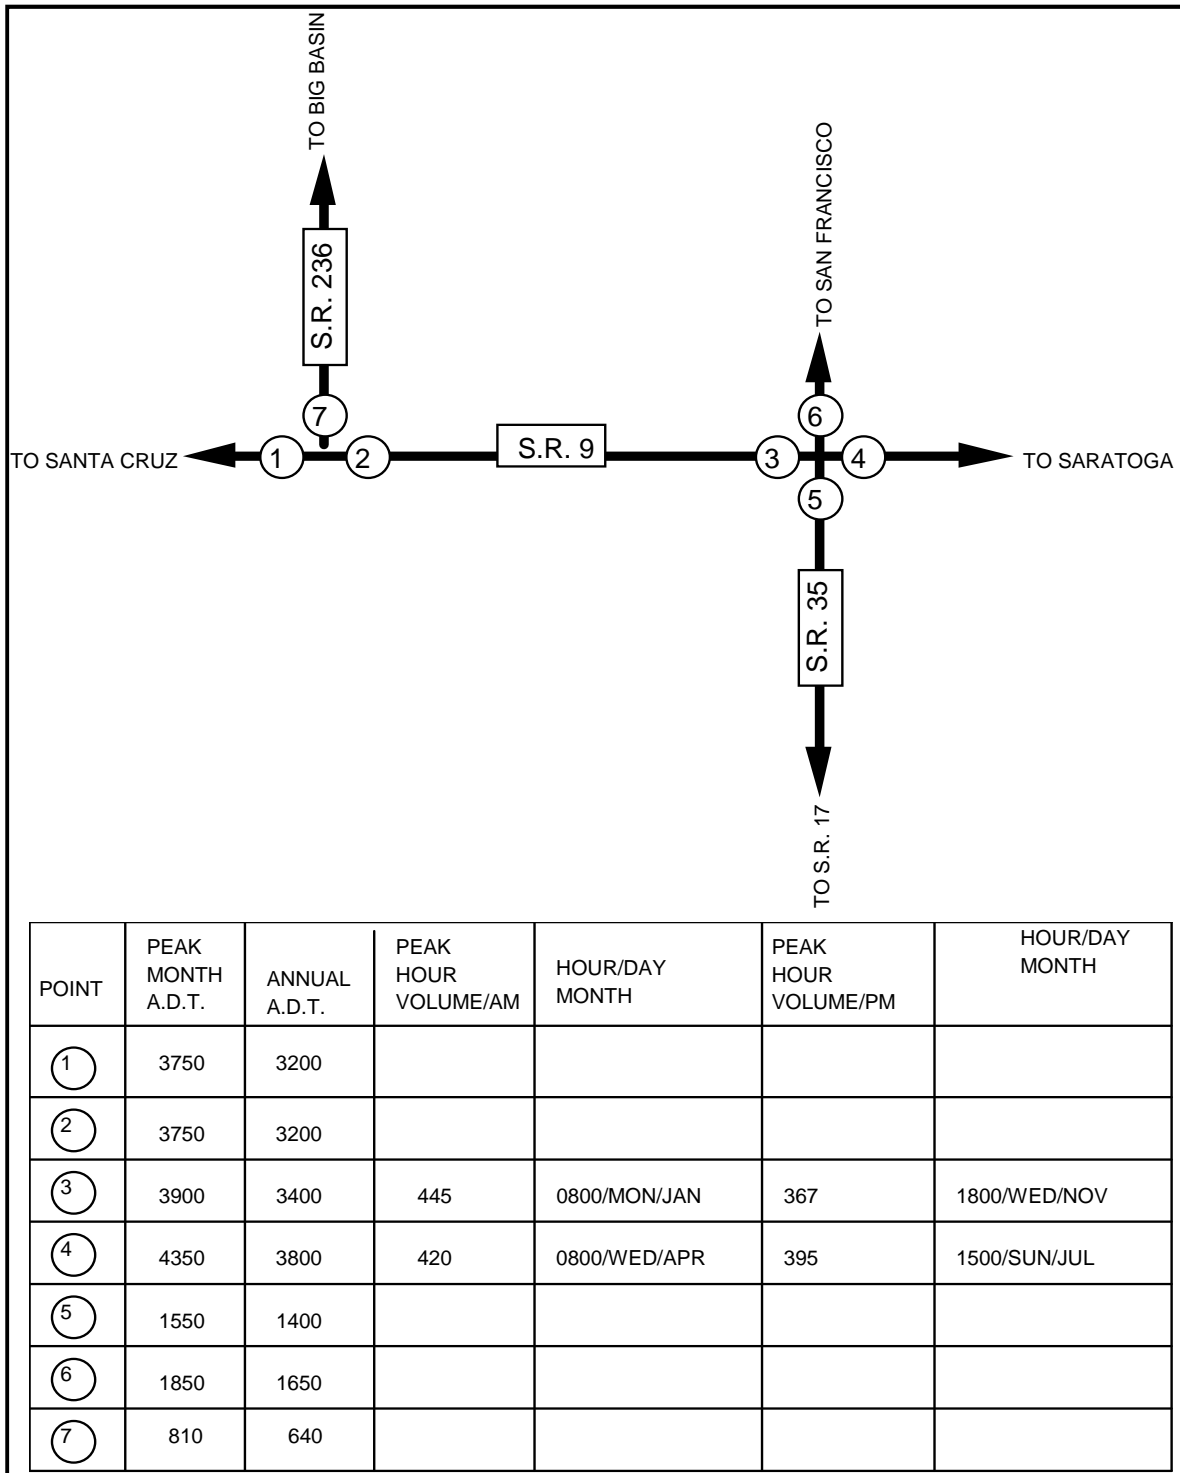 TO BIG BASIN
TO SAN FRANCISCO
S.R. 236
7
6
TO SANTA CRUZ
1
2
S.R. 9
3
4
TO SARATOGA
5
S.R. 35
TO S.R. 17
POINT
PEAK
MONTH
A.D.T.
ANNUAL
A.D.T.
PEAK
HOUR
VOLUME/AM
HOUR/DAY
MONTH
PEAK
HOUR
VOLUME/PM
HOUR/DAY
MONTH
1 3750 3200
2 3750 3200
3 3900 3400 445 0800/MON/JAN 367 1800/WED/NOV
4 4350 3800 420 0800/WED/APR 395 1500/SUN/JUL
5 1550 1400
6 1850 1650
7 810 640